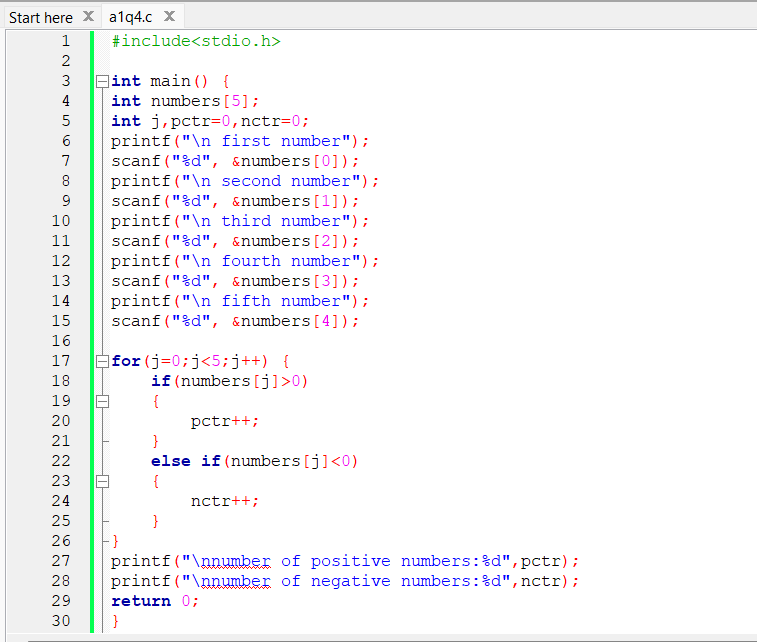 Start here X a1q4.c X
1 #include<stdio.h>
2
3 int main() {
4 int numbers[5];
5 int j,pctr=0,nctr=0;
6 printf("\n first number");
7 scanf("%d", &numbers[0]);
8 printf("\n second number");
9 scanf("%d", &numbers[1]);
10 printf("\n third number");
11 scanf("%d", &numbers[2]);
12 printf("\n fourth number");
13 scanf("%d", &numbers[3]);
14 printf("\n fifth number");
15 scanf("%d", &numbers[4]);
16
17 for(j=0;j<5;j++) {
18     if(numbers[j]>0)
19     {
20         pctr++;
21     }
22     else if(numbers[j]<0)
23     {
24         nctr++;
25     }
26 }
27 printf("\nnumber of positive numbers:%d",pctr);
28 printf("\nnumber of negative numbers:%d",nctr);
29 return 0;
30 }